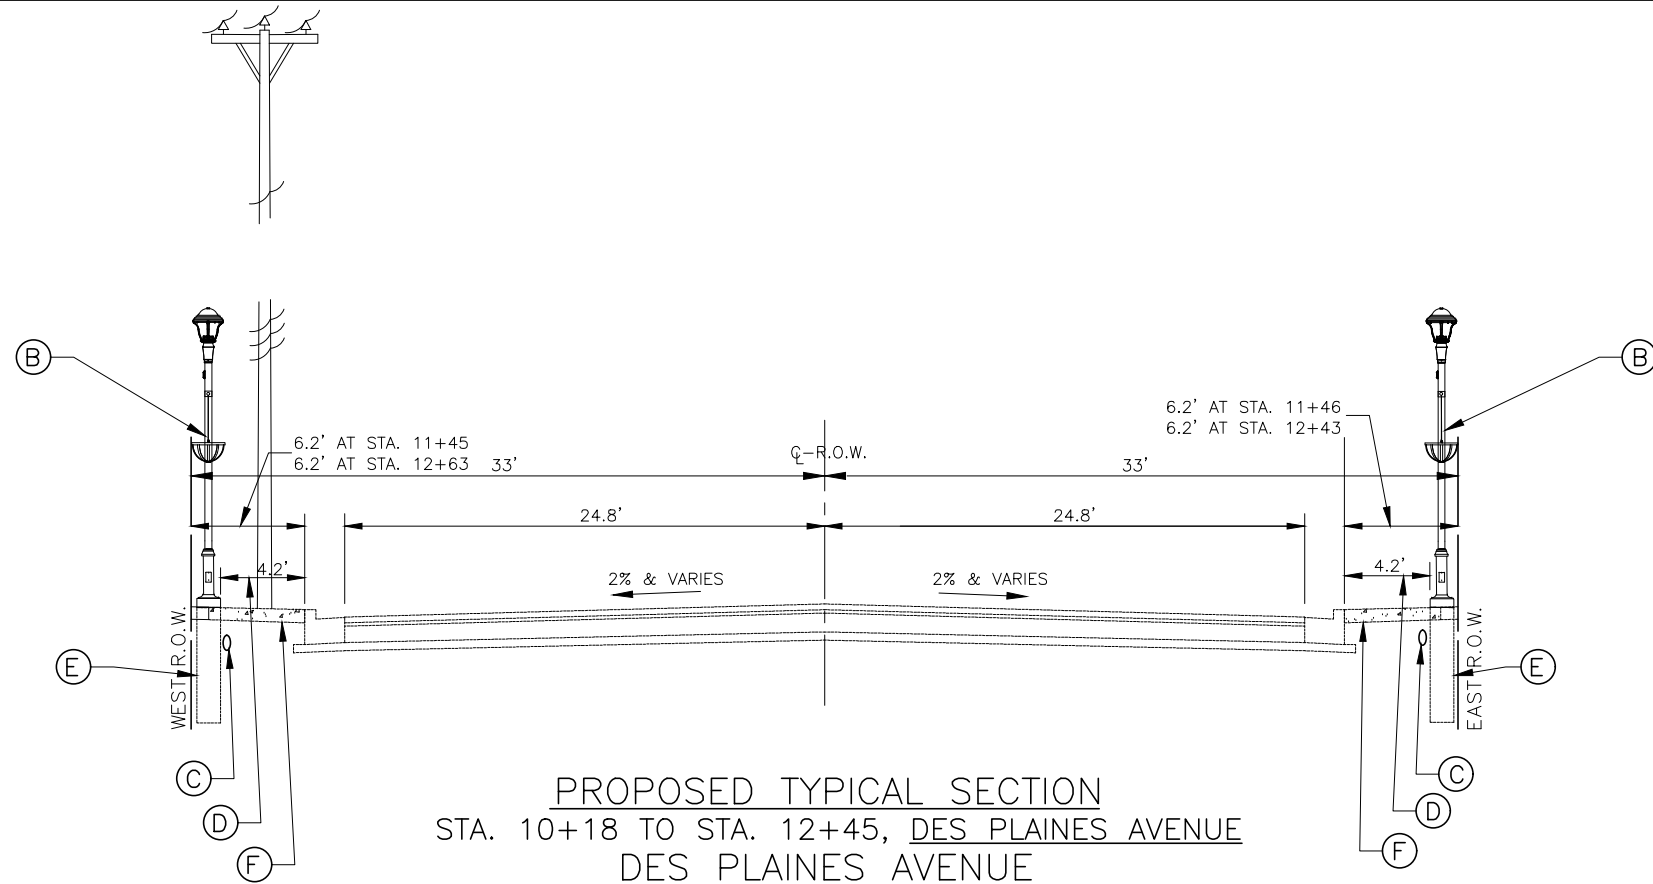 B
B
6.2' AT STA. 11+46
6.2' AT STA. 12+43
6.2' AT STA. 11+45
6.2' AT STA. 12+63
33'
℄-R.O.W.
33'
24.8'
24.8'
4.2'
4.2'
2% & VARIES
2% & VARIES
WEST R.O.W.
EAST R.O.W.
E
E
C
C
D
D
F
F
PROPOSED TYPICAL SECTION
STA. 10+18 TO STA. 12+45, DES PLAINES AVENUE
DES PLAINES AVENUE